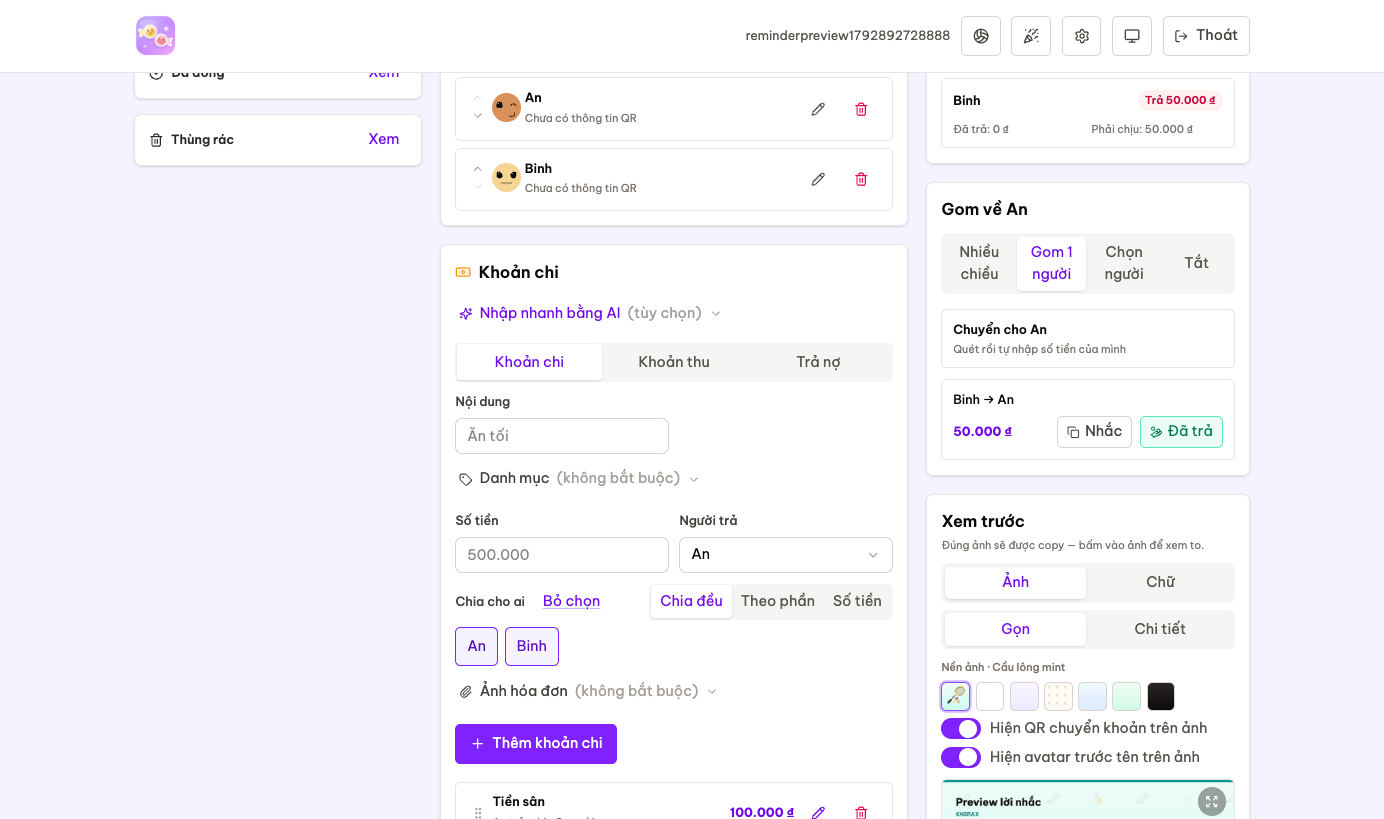 reminderpreview1792892728888
Thoát
Xem
Thùng rác
Xem
An
Chưa có thông tin QR
Binh
Chưa có thông tin QR
Khoản chi
Nhập nhanh bằng AI (tùy chọn)
Khoản chi
Khoản thu
Trả nợ
Nội dung
Ăn tối
Danh mục (không bắt buộc)
Số tiền
Người trả
500.000
An
Chia cho ai
Bỏ chọn
Chia đều
Theo phần
Số tiền
An
Binh
Ảnh hóa đơn (không bắt buộc)
Thêm khoản chi
Tiền sân
100.000 ₫
Binh
Trả 50.000 ₫
Đã trả: 0 ₫
Phải chịu: 50.000 ₫
Gom về An
Nhiều
chiều
Gom 1
người
Chọn
người
Tắt
Chuyển cho An
Quét rồi tự nhập số tiền của mình
Binh → An
50.000 ₫
Nhắc
Đã trả
Xem trước
Đúng ảnh sẽ được copy — bấm vào ảnh để xem to.
Ảnh
Chữ
Gọn
Chi tiết
Nền ảnh · Cầu lông mint
Hiện QR chuyển khoản trên ảnh
Hiện avatar trước tên trên ảnh
Preview lời nhắc